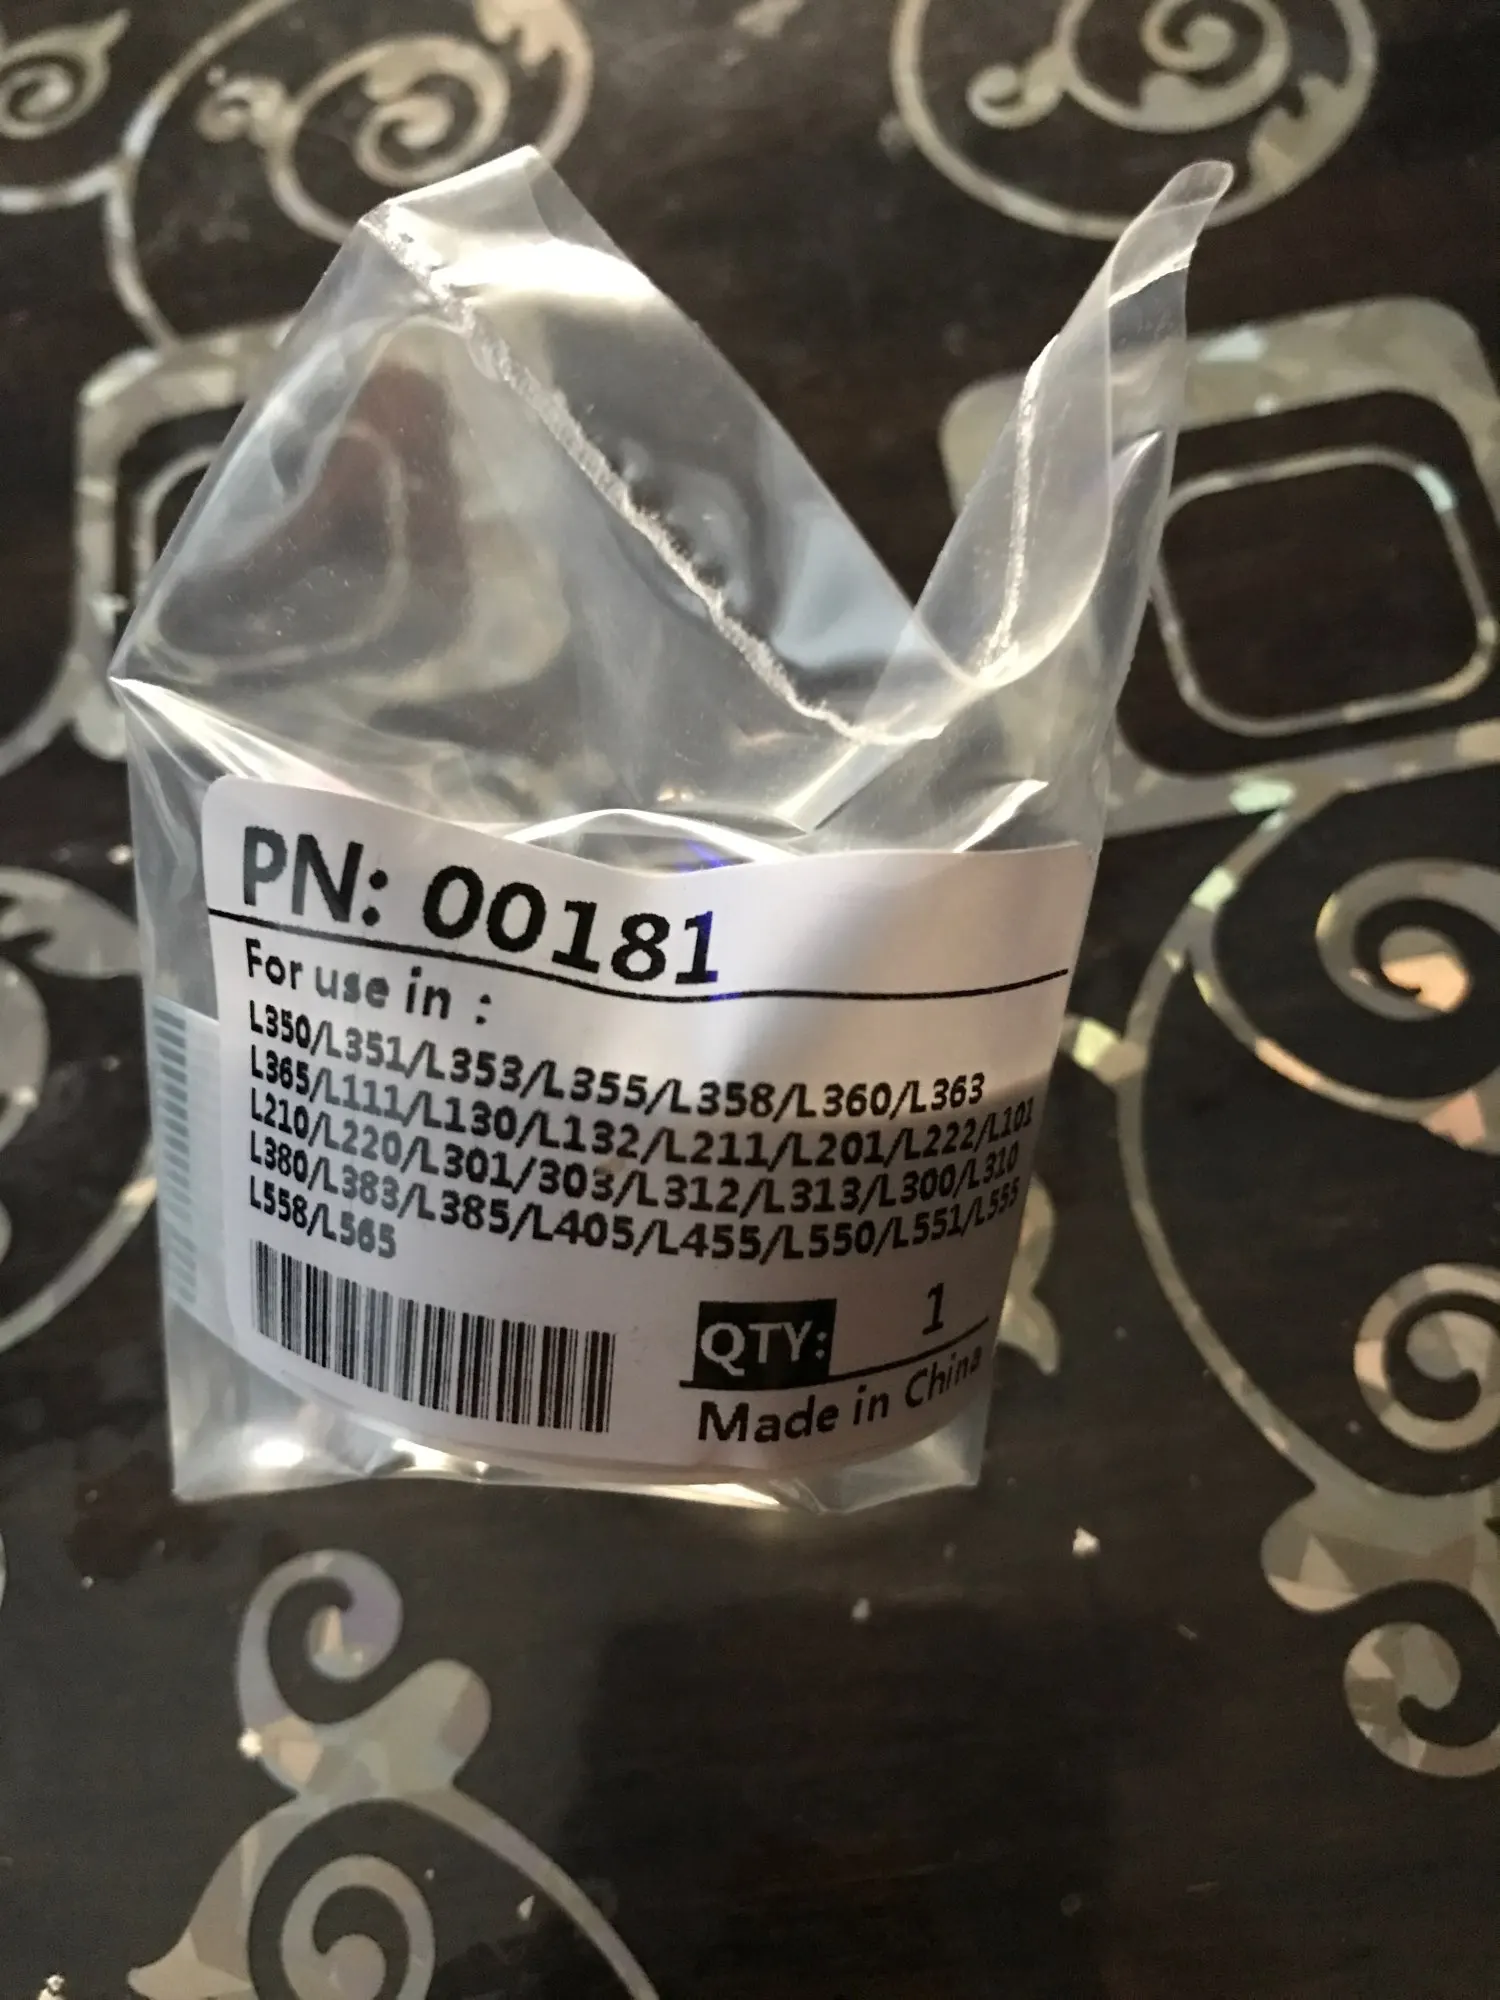 PN: 00181
For use in :
L350/L351/L353/L355/L358/L360/L363
L365/L111/L130/L132/L211/L201/L222/L101
L210/L220/L301/303/L312/L313/L300/L310
L380/L383/L385/L405/L455/L550/L551/L555
L558/L565
QTY: 1
Made in China